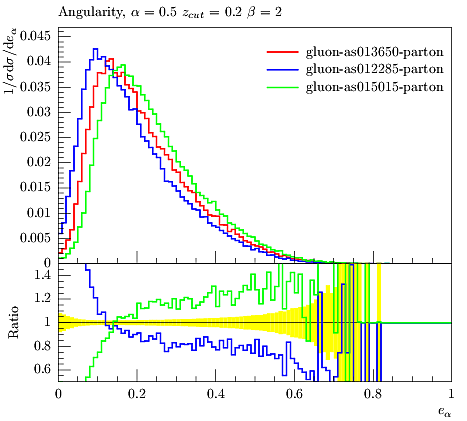 Angularity, α = 0.5 z_cut = 0.2 β = 2
1/σ dσ/de_α
0.045
0.04
0.035
0.03
0.025
0.02
0.015
0.01
0.005
0
gluon-as013650-parton
gluon-as012285-parton
gluon-as015015-parton
Ratio
1.4
1.2
1
0.8
0.6
0 0.2 0.4 0.6 0.8 1
e_α